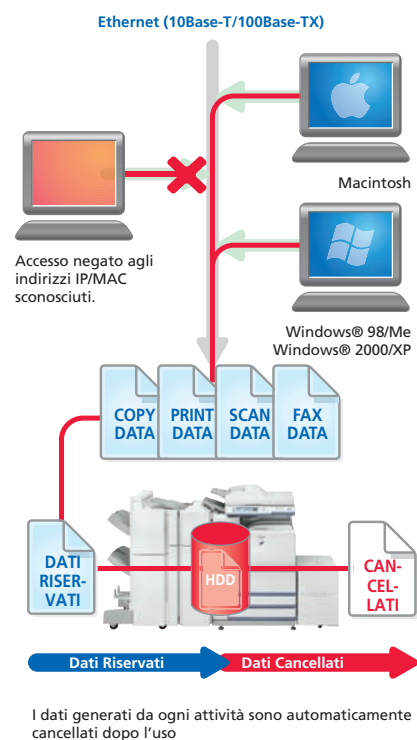 Ethernet (10Base-T/100Base-TX)
Macintosh
Accesso negato agli
indirizzi IP/MAC
sconosciuti.
Windows® 98/Me
Windows® 2000/XP
COPY
DATA
PRINT
DATA
SCAN
DATA
FAX
DATA
DATI
RISER-
VATI
HDD
CAN-
CEL-
LATI
Dati Riservati
Dati Cancellati
I dati generati da ogni attività sono automaticamente
cancellati dopo l'uso